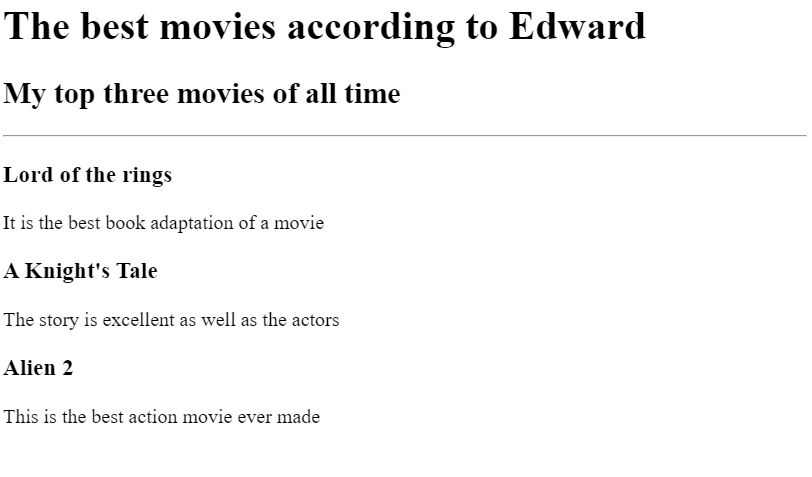 The best movies according to Edward
My top three movies of all time
Lord of the rings
It is the best book adaptation of a movie
A Knight's Tale
The story is excellent as well as the actors
Alien 2
This is the best action movie ever made